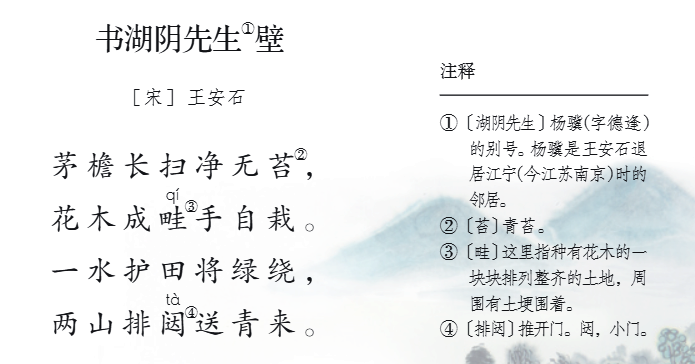 书湖阴先生①壁
［宋］王安石
茅檐长扫净无苔②，
qí
花木成畦③手自栽。
一水护田将绿绕，
tà
两山排闼④送青来。
注释
①〔湖阴先生〕杨骥(字德逢)
的别号。杨骥是王安石退
居江宁(今江苏南京)时的
邻居。
②〔苔〕青苔。
③〔畦〕这里指种有花木的一
块块排列整齐的土地，周
围有土埂围着。
④〔排闼〕推开门。闼，小门。